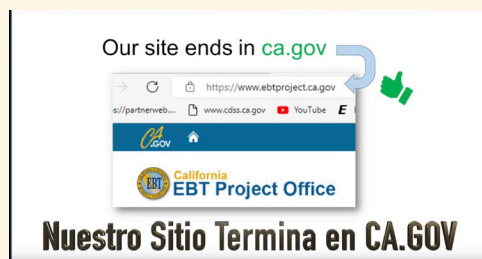 Our site ends in ca.gov
https://www.ebtproject.ca.gov
s://partnerweb.... www.cdss.ca.gov YouTube E
CA.GOV
EBT California
EBT Project Office
Nuestro Sitio Termina en CA.GOV